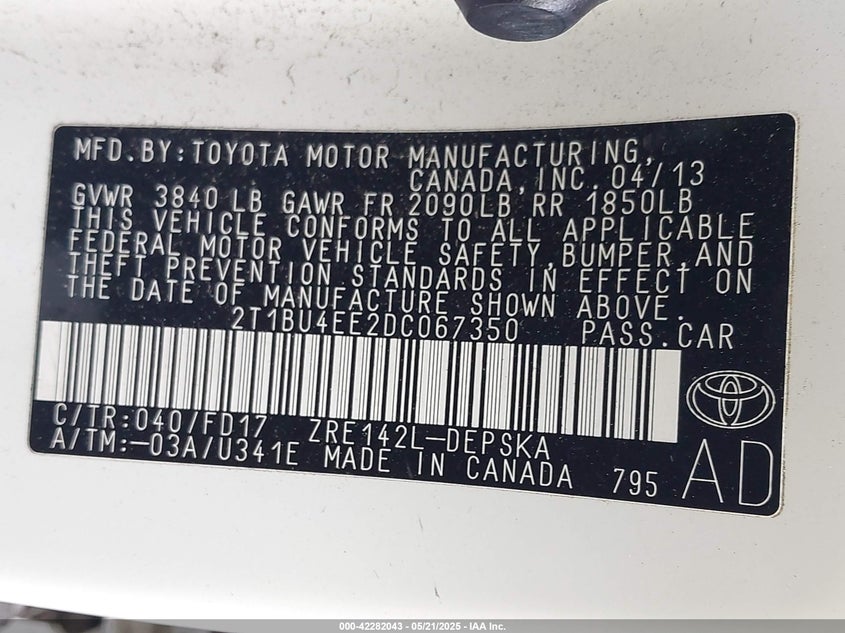 MFD.BY:TOYOTA MOTOR MANUFACTURING,
CANADA,INC.04/13
GVWR 3840LB GAWR FR 2090LB RR 1850LB
THIS VEHICLE CONFORMS TO ALL APPLICABLE
FEDERAL MOTOR VEHICLE SAFETY,BUMPER,AND
THEFT PREVENTION STANDARDS IN EFFECT ON
THE DATE OF MANUFACTURE SHOWN ABOVE.
2T1BU4EE2DC067350 PASS.CAR
C/TR:040/FD17 ZRE142L-DEPSKA
A/TM:-03A/U341E MADE IN CANADA 795 AD
000-42282043 - 05/21/2025 - IAA Inc.